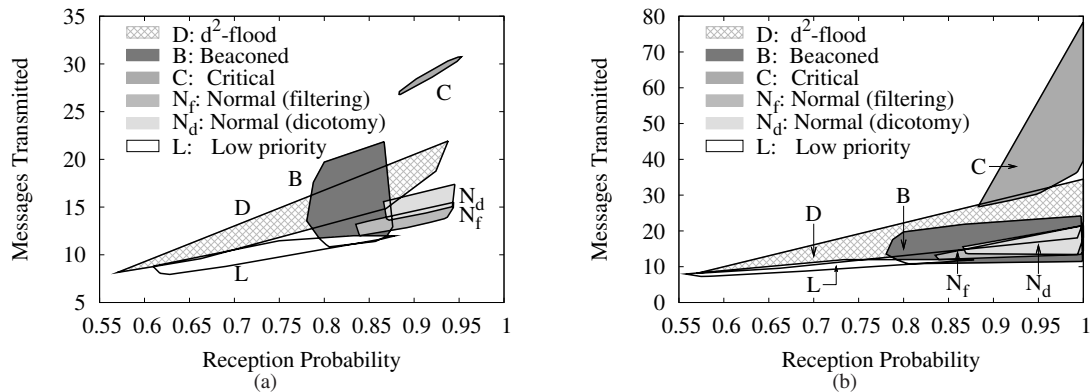 35
30
25
20
15
10
5
Messages Transmitted
D: d²-flood
B: Beaconed
C: Critical
N_f: Normal (filtering)
N_d: Normal (dicotomy)
L: Low priority
C
B
D
N_d
N_f
L
0.55 0.6 0.65 0.7 0.75 0.8 0.85 0.9 0.95 1
Reception Probability
(a)
80
70
60
50
40
30
20
10
0
Messages Transmitted
D: d²-flood
B: Beaconed
C: Critical
N_f: Normal (filtering)
N_d: Normal (dicotomy)
L: Low priority
C
D
B
L
N_f
N_d
0.55 0.6 0.65 0.7 0.75 0.8 0.85 0.9 0.95 1
Reception Probability
(b)